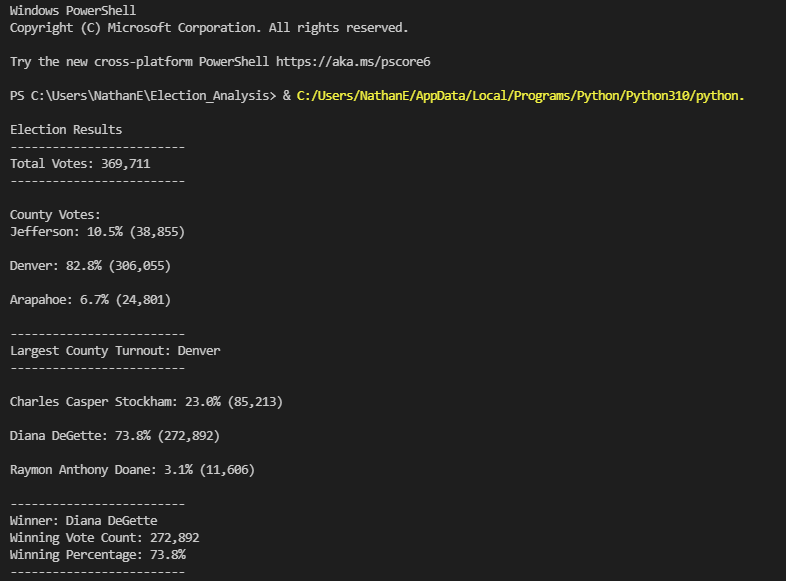 Windows PowerShell
Copyright (C) Microsoft Corporation. All rights reserved.
Try the new cross-platform PowerShell https://aka.ms/pscore6
PS C:\Users\NathanE\Election_Analysis> & C:/Users/NathanE/AppData/Local/Programs/Python/Python310/python.
Election Results
-------------------------
Total Votes: 369,711
-------------------------
County Votes:
Jefferson: 10.5% (38,855)
Denver: 82.8% (306,055)
Arapahoe: 6.7% (24,801)
-------------------------
Largest County Turnout: Denver
-------------------------
Charles Casper Stockham: 23.0% (85,213)
Diana DeGette: 73.8% (272,892)
Raymon Anthony Doane: 3.1% (11,606)
-------------------------
Winner: Diana DeGette
Winning Vote Count: 272,892
Winning Percentage: 73.8%
-------------------------